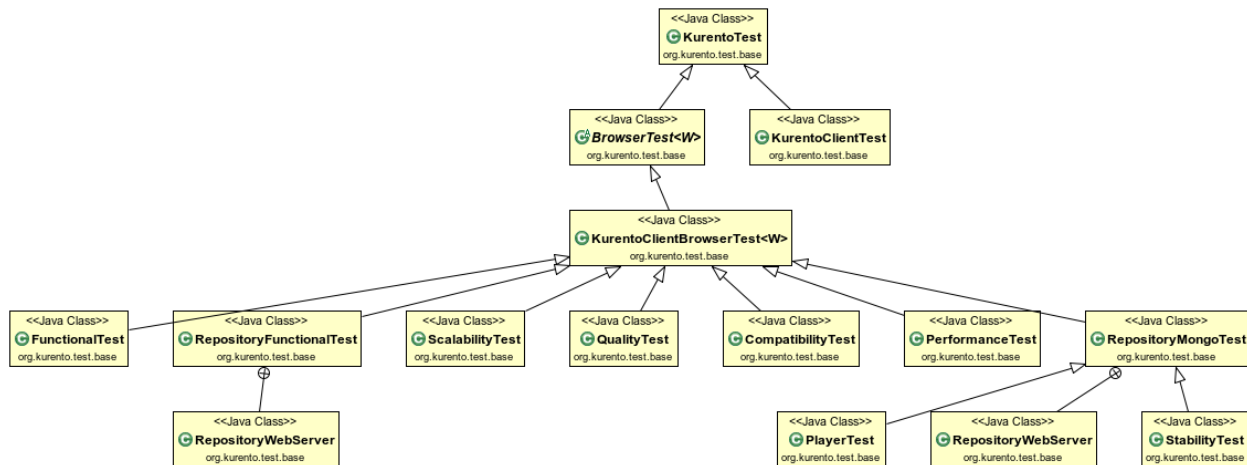 <<Java Class>>
KurentoTest
org.kurento.test.base
<<Java Class>>
BrowserTest<W>
org.kurento.test.base
<<Java Class>>
KurentoClientTest
org.kurento.test.base
<<Java Class>>
KurentoClientBrowserTest<W>
org.kurento.test.base
<<Java Class>>
FunctionalTest
org.kurento.test.base
<<Java Class>>
RepositoryFunctionalTest
org.kurento.test.base
<<Java Class>>
ScalabilityTest
org.kurento.test.base
<<Java Class>>
QualityTest
org.kurento.test.base
<<Java Class>>
CompatibilityTest
org.kurento.test.base
<<Java Class>>
PerformanceTest
org.kurento.test.base
<<Java Class>>
RepositoryMongoTest
org.kurento.test.base
<<Java Class>>
RepositoryWebServer
org.kurento.test.base
<<Java Class>>
PlayerTest
org.kurento.test.base
<<Java Class>>
RepositoryWebServer
org.kurento.test.base
<<Java Class>>
StabilityTest
org.kurento.test.base